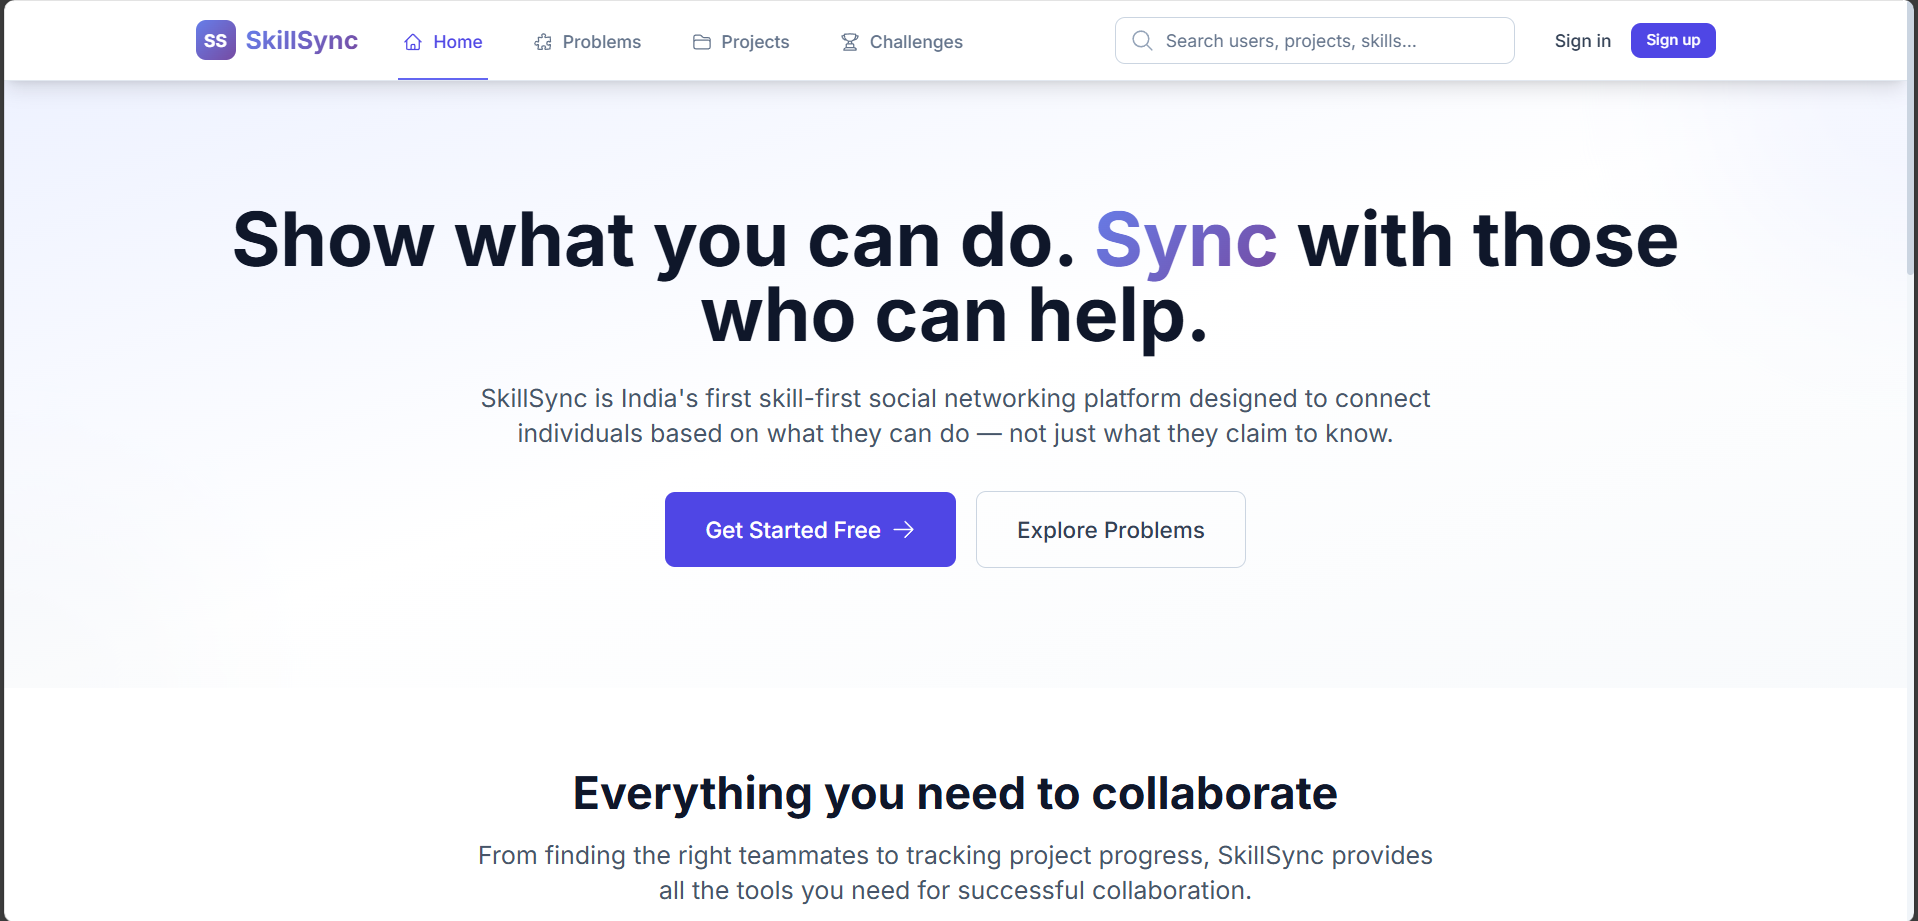 SS SkillSync Home Problems Projects Challenges Search users, projects, skills... Sign in Sign up
Show what you can do. Sync with those
who can help.
SkillSync is India's first skill-first social networking platform designed to connect
individuals based on what they can do — not just what they claim to know.
Get Started Free → Explore Problems
Everything you need to collaborate
From finding the right teammates to tracking project progress, SkillSync provides
all the tools you need for successful collaboration.